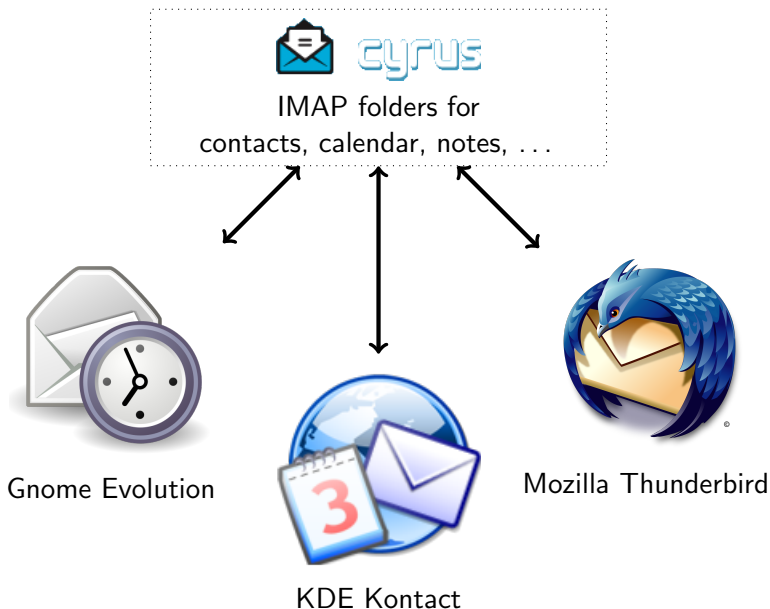 cyrus
IMAP folders for
contacts, calendar, notes, . . .
Gnome Evolution
3
©
Mozilla Thunderbird
KDE Kontact